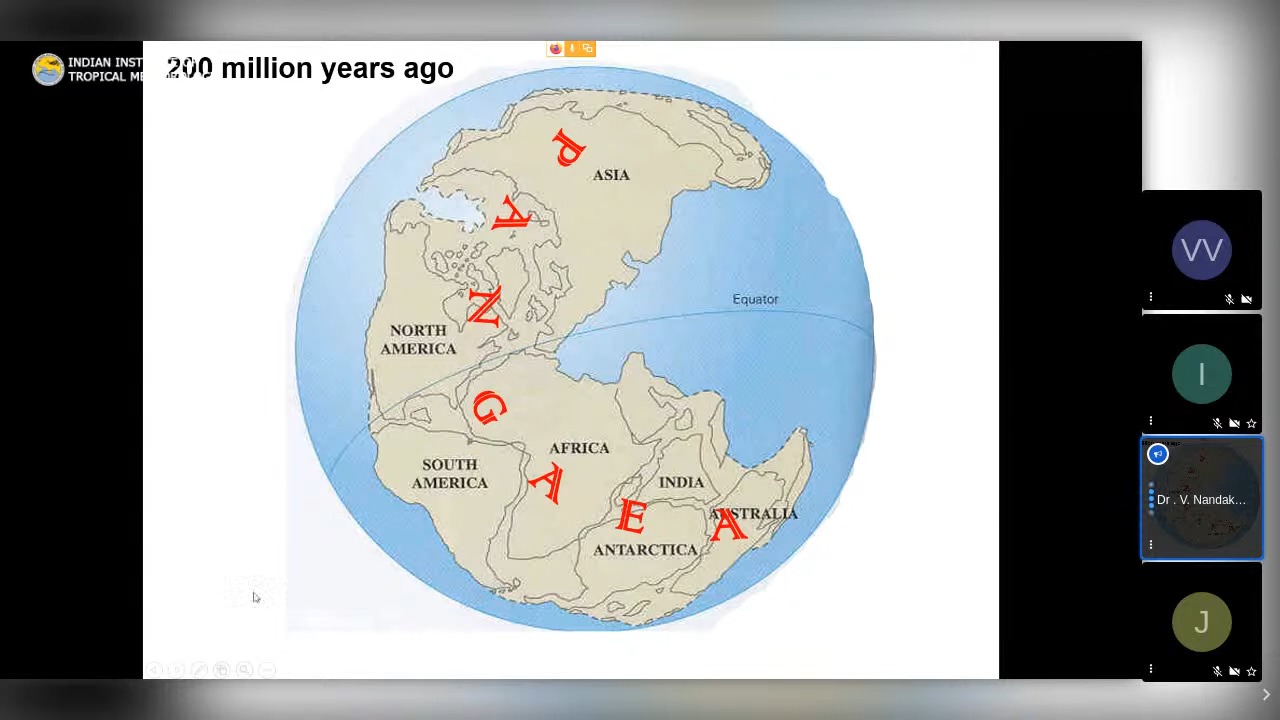 INDIAN INST
TROPICAL ME
200 million years ago
P
ASIA
A
Equator
N
NORTH
AMERICA
G
AFRICA
SOUTH
AMERICA
A
INDIA
E
AUSTRALIA
A
ANTARCTICA
VV
I
Dr . V. Nandak...
J